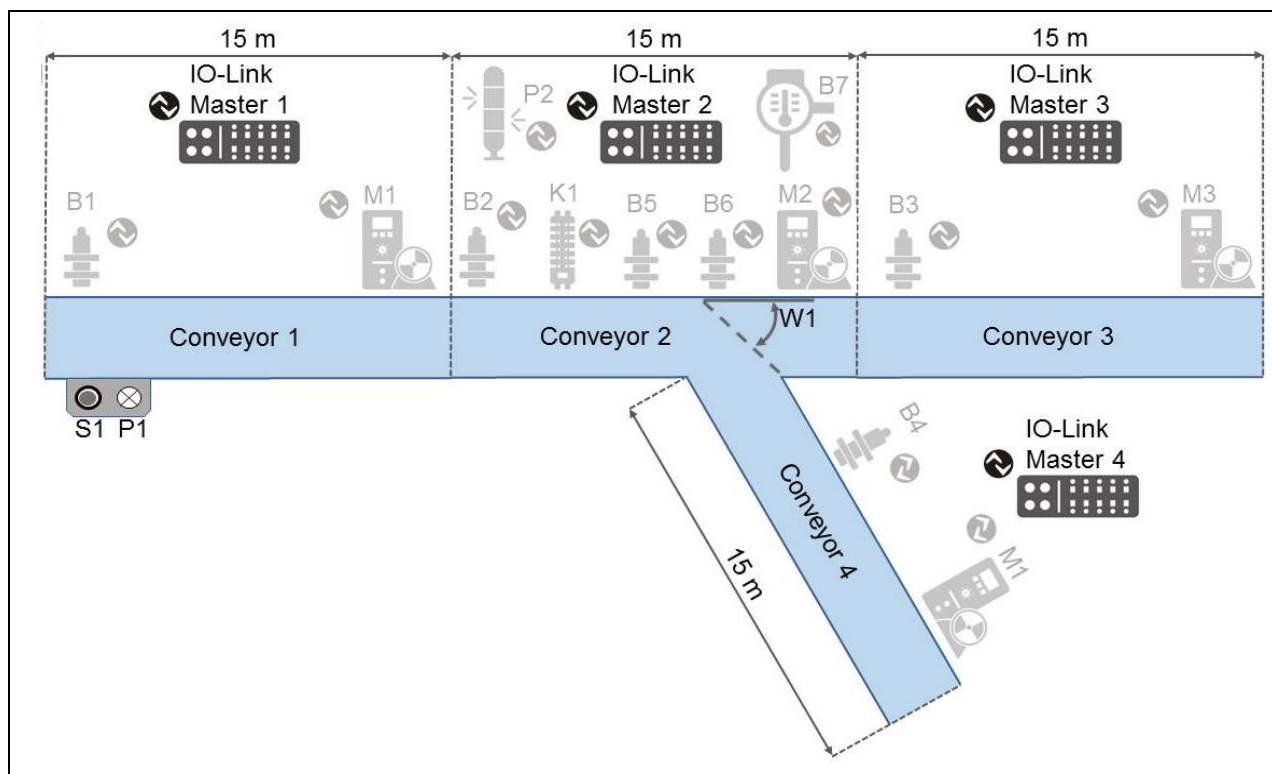 15 m
15 m
15 m
IO-Link
Master 1
IO-Link
Master 2
IO-Link
Master 3
P2
B7
B1
M1
B2
K1
B5
B6
M2
B3
M3
Conveyor 1
Conveyor 2
W1
Conveyor 3
S1 P1
B4
IO-Link
Master 4
Conveyor 4
15 m
M1